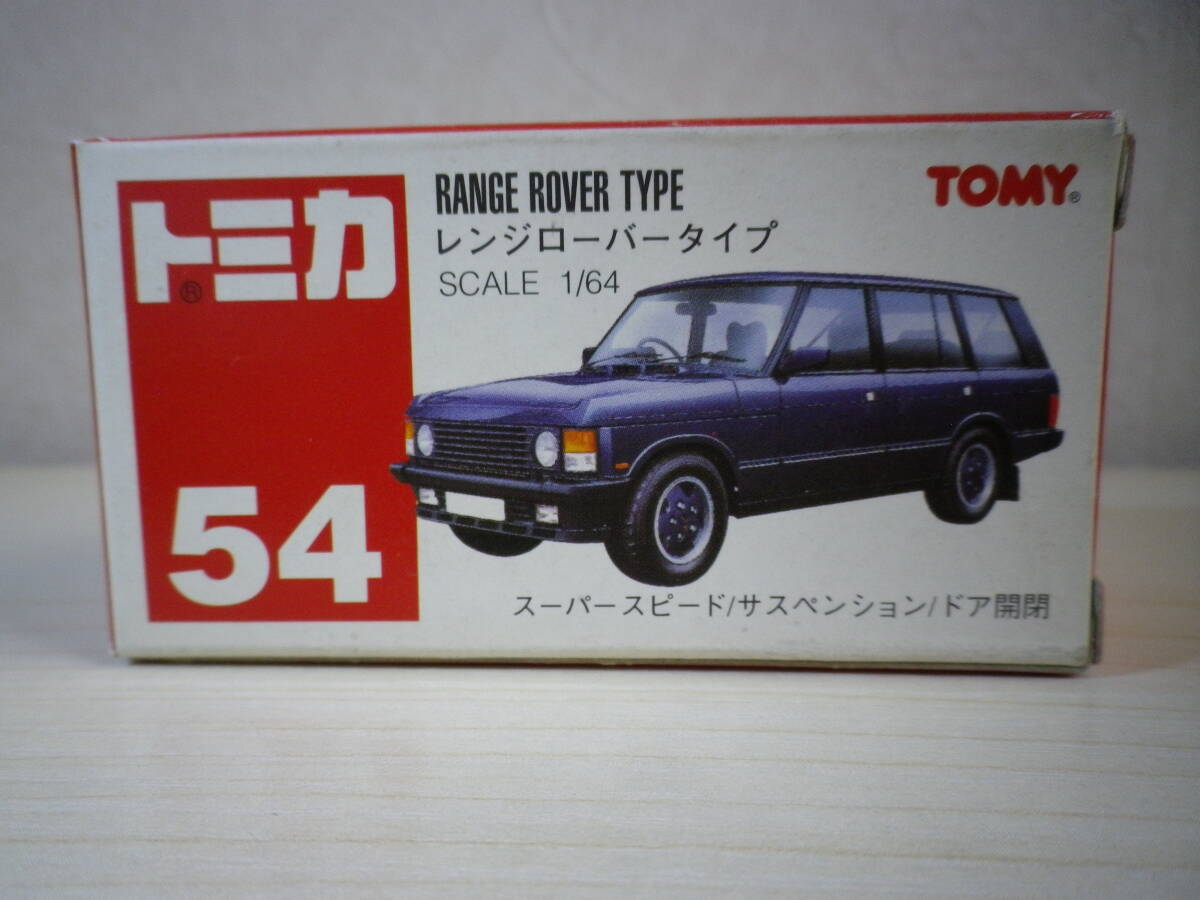 トミカ®
54
RANGE ROVER TYPE
レンジローバータイプ
SCALE 1/64
TOMY®
スーパースピード/サスペンション/ドア開閉